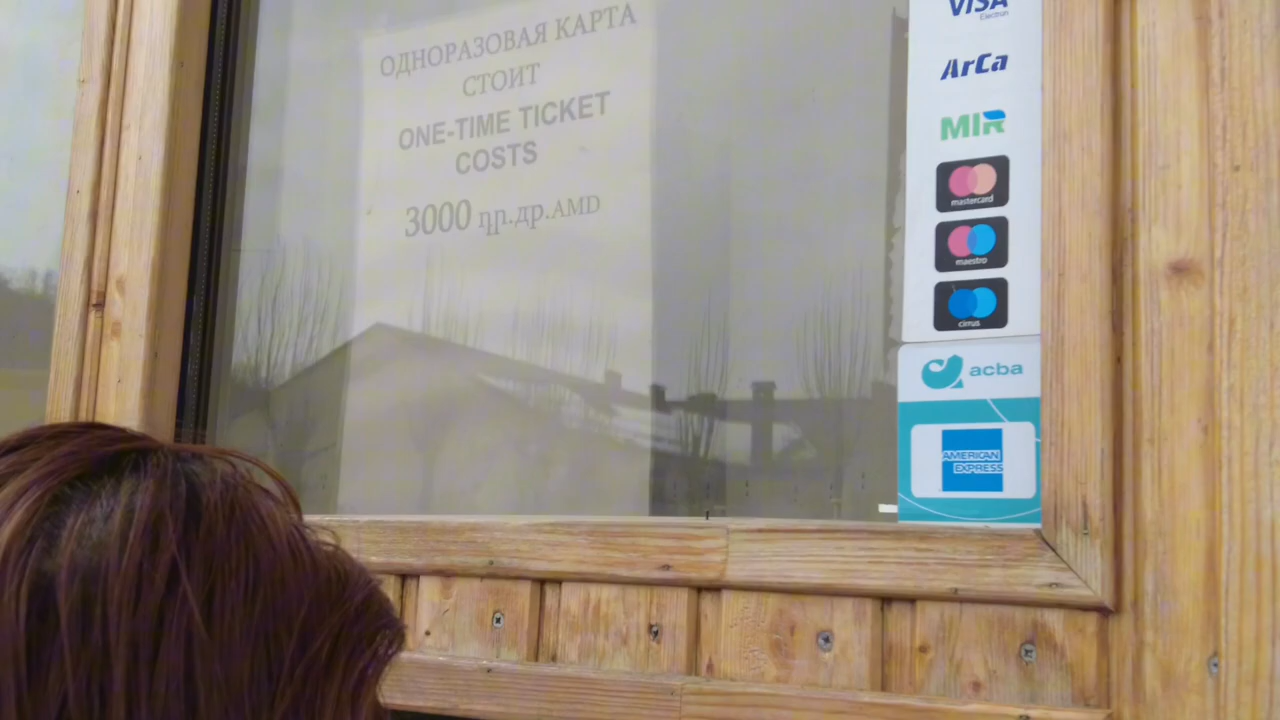 ОДНОРАЗОВАЯ КАРТА
СТОИТ
ONE-TIME TICKET
COSTS
3000 դր.др.AMD
VISA
Electron
ArCa
MIR
mastercard
maestro
cirrus
acba
AMERICAN
EXPRESS